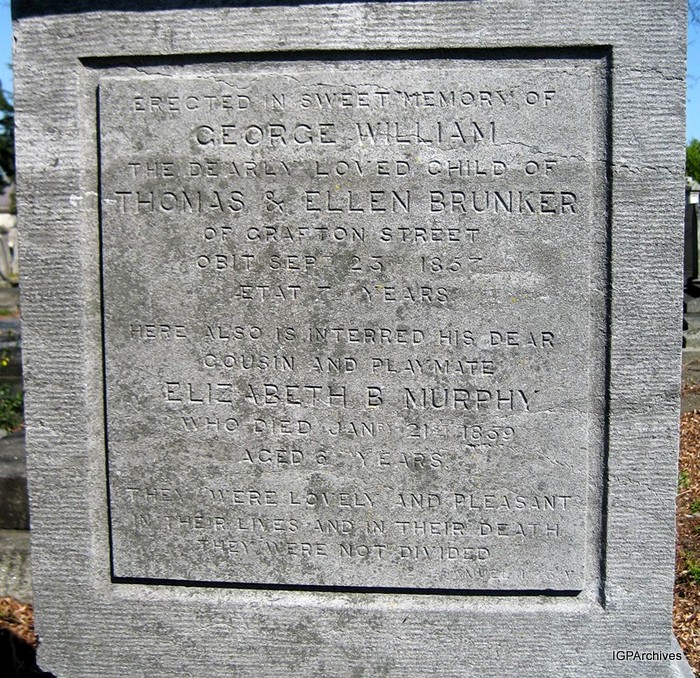 ERECTED IN SWEET MEMORY OF
GEORGE WILLIAM
THE DEARLY LOVED CHILD OF
THOMAS & ELLEN BRUNKER
OF GRAFTON STREET
OBIT SEPT 1857
ÆTAT 7 YEARS
HERE ALSO IS INTERRED HIS DEAR
COUSIN AND PLAYMATE
ELIZABETH B MURPHY
WHO DIED JANY 21ST 1859
AGED 6 YEARS
THEY WERE LOVELY AND PLEASANT
IN THEIR LIVES AND IN THEIR DEATH
THEY WERE NOT DIVIDED
IGPArchives